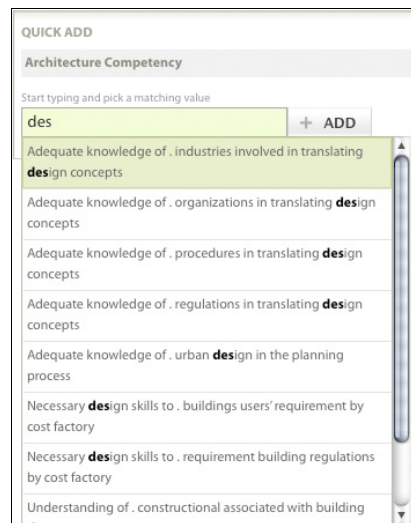 QUICK ADD
Architecture Competency
Start typing and pick a matching value
des
+ ADD
Adequate knowledge of . industries involved in translating
design concepts
Adequate knowledge of . organizations in translating design
concepts
Adequate knowledge of . procedures in translating design
concepts
Adequate knowledge of . regulations in translating design
concepts
Adequate knowledge of . urban design in the planning
process
Necessary design skills to . buildings users' requirement by
cost factory
Necessary design skills to . requirement building regulations
by cost factory
Understanding of . constructional associated with building